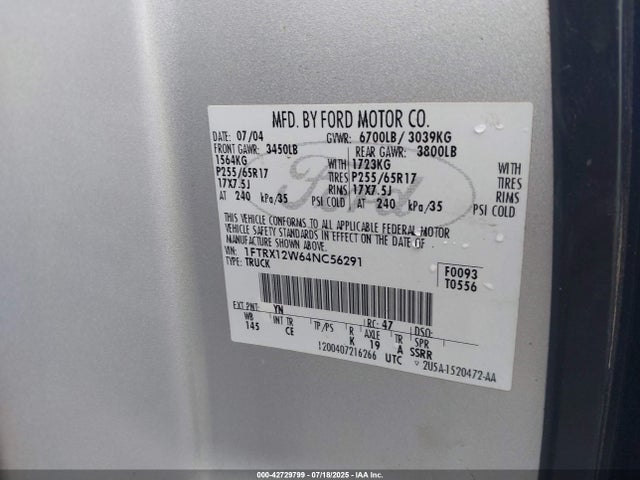 MFD. BY FORD MOTOR CO.
DATE: 07/04 GVWR: 6700LB/ 3039KG
FRONT GAWR: 3450LB REAR GAWR: 3800LB
1564KG WITH 1723KG WITH
P255/65R17 TIRES P255/65R17 TIRES
17X7.5J RIMS 17X7.5J RIMS
AT 240 kPa/35 PSI COLD AT 240 kPa/35 PSI COLD
THIS VEHICLE CONFORMS TO ALL APPLICABLE FEDERAL MOTOR
VEHICLE SAFETY STANDARDS IN EFFECT ON THE DATE OF
MANUFACTURE SHOWN ABOVE.
VIN: 1FTRX12W64NC56291
TYPE: TRUCK
F0093
T0556
EXT PNT: YN RC: 47 DSO:
WB INT TR TP/PS R AXLE TR SPR
145 CE K 19 A SSRR
1200407216266 UTC 2U5A-1520472-AA
Ford
000-42729799 - 07/18/2025 - IAA Inc.